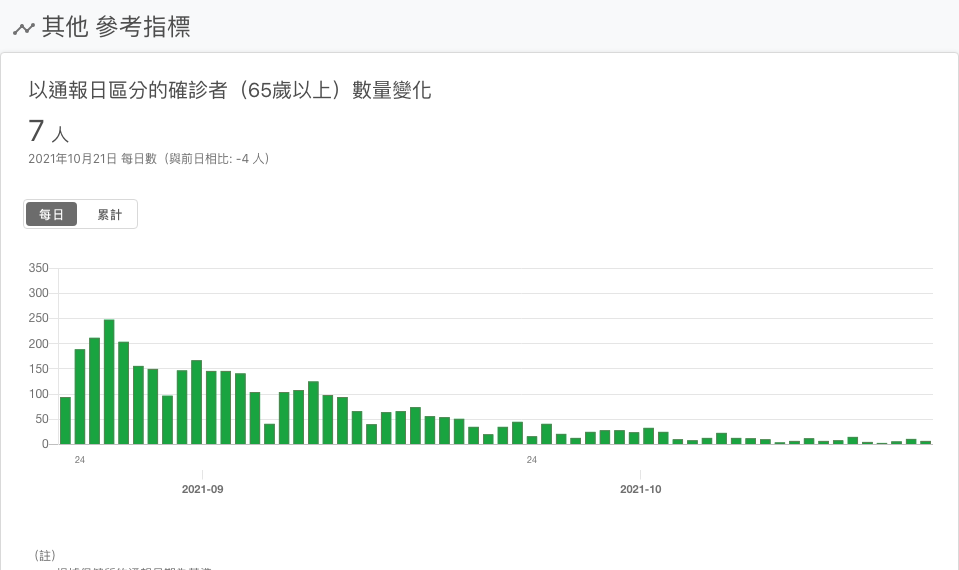 其他 參考指標
以通報日區分的確診者（65歲以上）數量變化
7 人
2021年10月21日 每日數（與前日相比: -4 人）
每日 累計
350
300
250
200
150
100
50
0
24 24
2021-09 2021-10
（註）